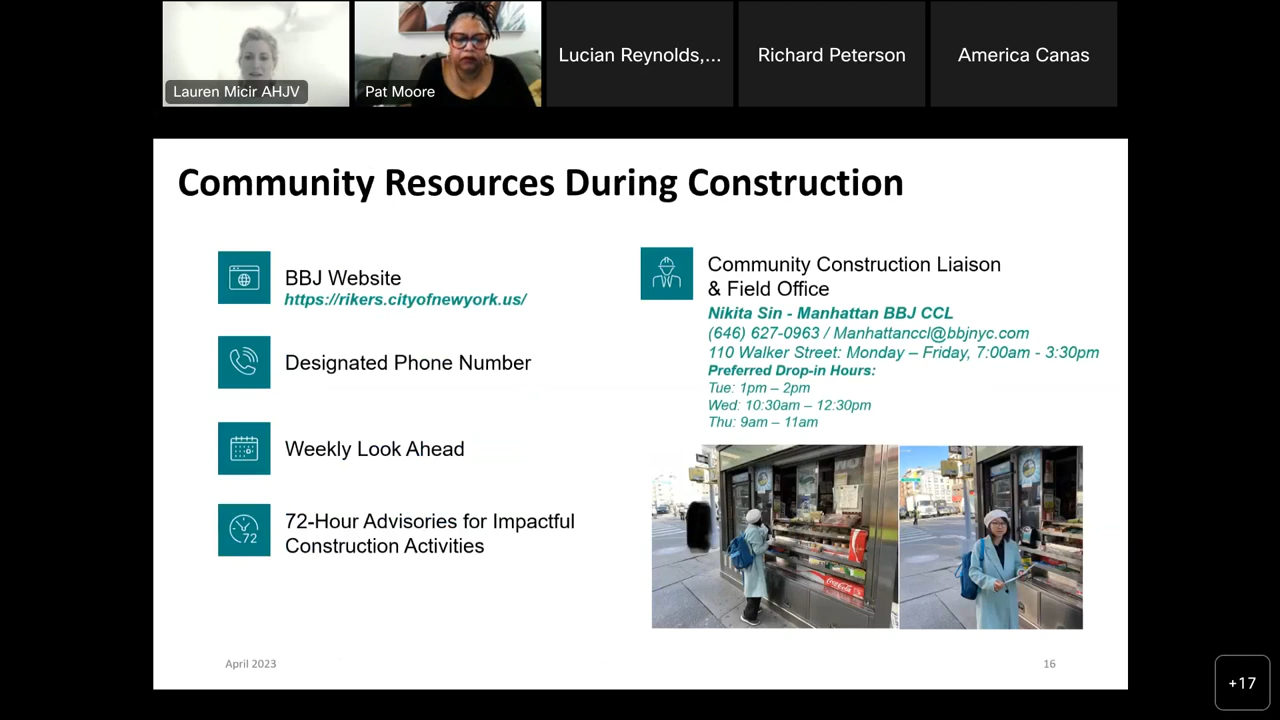 Lauren Micir AHJV
Pat Moore
Lucian Reynolds,...
Richard Peterson
America Canas
Community Resources During Construction
BBJ Website
https://rikers.cityofnewyork.us/
Designated Phone Number
Weekly Look Ahead
72
72-Hour Advisories for Impactful
Construction Activities
Community Construction Liaison
& Field Office
Nikita Sin - Manhattan BBJ CCL
(646) 627-0963 / Manhattanccl@bbjnyc.com
110 Walker Street: Monday – Friday, 7:00am - 3:30pm
Preferred Drop-in Hours:
Tue: 1pm – 2pm
Wed: 10:30am – 12:30pm
Thu: 9am – 11am
Coca-Cola
April 2023
16
+17